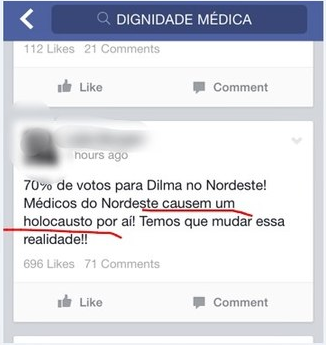 DIGNIDADE MÉDICA
112 Likes 21 Comments
Like Comment
hours ago
70% de votos para Dilma no Nordeste!
Médicos do Nordeste causem um
holocausto por aí! Temos que mudar essa
realidade!!
696 Likes 71 Comments
Like Comment